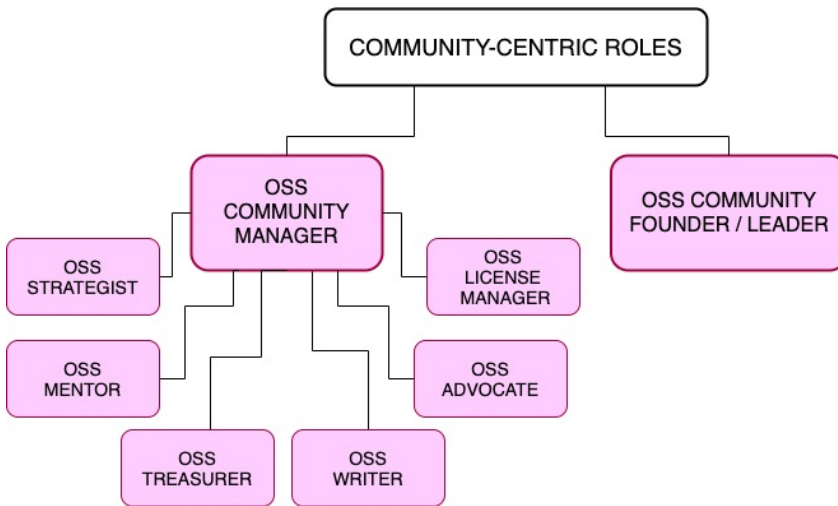 COMMUNITY-CENTRIC ROLES
OSS
COMMUNITY
MANAGER
OSS COMMUNITY
FOUNDER / LEADER
OSS
STRATEGIST
OSS
LICENSE
MANAGER
OSS
MENTOR
OSS
ADVOCATE
OSS
TREASURER
OSS
WRITER